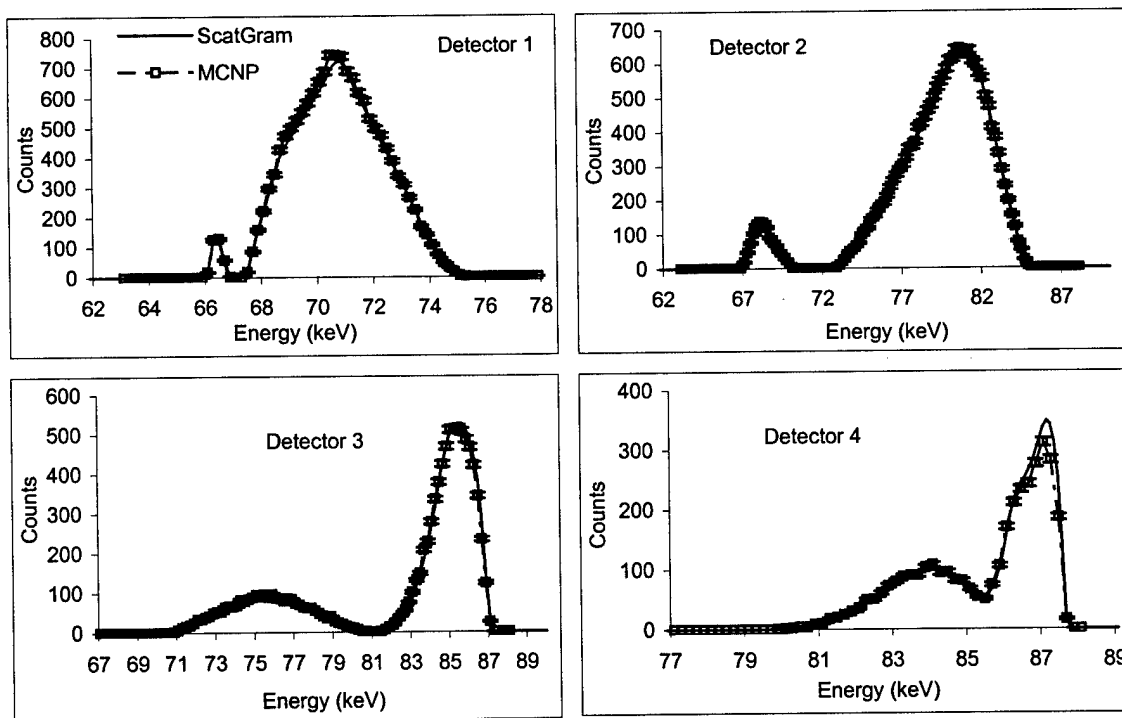 ScatGram
MCNP
Detector 1
Counts
800
700
600
500
400
300
200
100
0
62 64 66 68 70 72 74 76 78
Energy (keV)
Detector 2
Counts
700
600
500
400
300
200
100
0
62 67 72 77 82 87
Energy (keV)
Detector 3
Counts
600
500
400
300
200
100
0
67 69 71 73 75 77 79 81 83 85 87 89
Energy (keV)
Detector 4
Counts
400
300
200
100
0
77 79 81 83 85 87 89
Energy (keV)